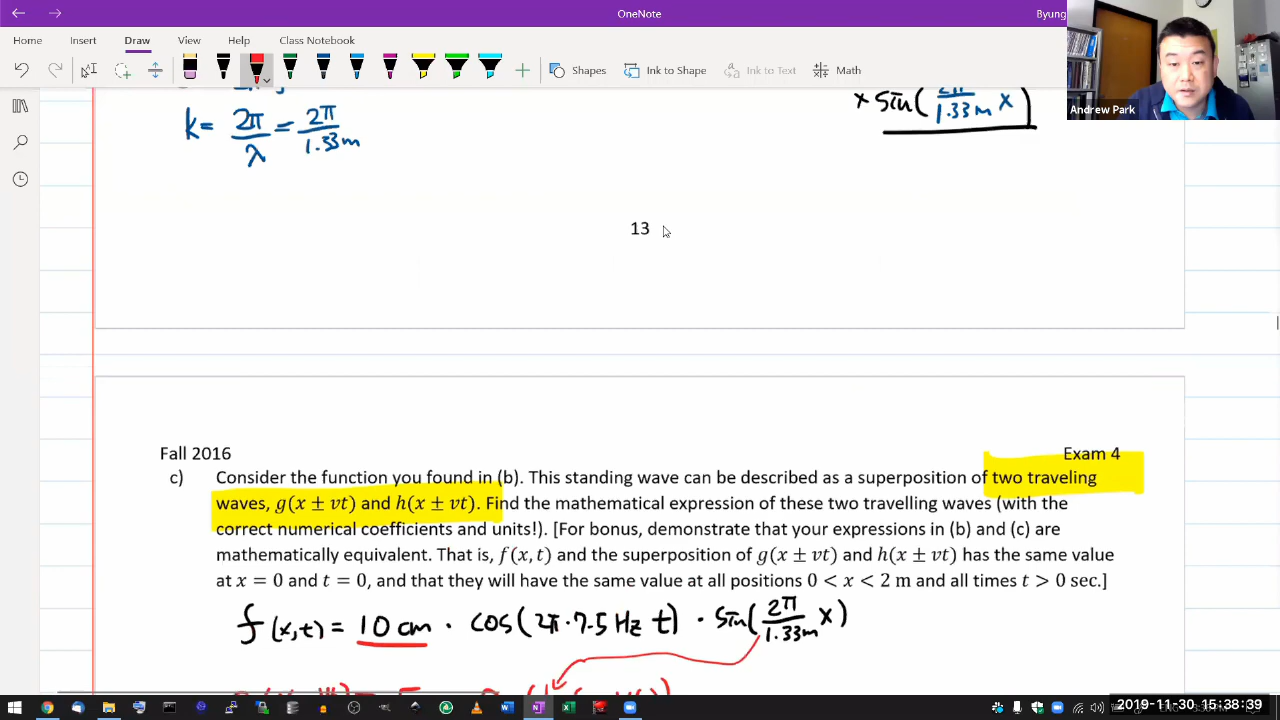 OneNote
Byung
Home Insert Draw View Help Class Notebook
Shapes Ink to Shape Ink to Text Math
Andrew Park
k = 2π/λ = 2π/1.33m
× sin(2π/1.33m x)
13
Fall 2016 Exam 4
c) Consider the function you found in (b). This standing wave can be described as a superposition of two traveling
waves, g(x ± vt) and h(x ± vt). Find the mathematical expression of these two travelling waves (with the
correct numerical coefficients and units!). [For bonus, demonstrate that your expressions in (b) and (c) are
mathematically equivalent. That is, f(x, t) and the superposition of g(x ± vt) and h(x ± vt) has the same value
at x = 0 and t = 0, and that they will have the same value at all positions 0 < x < 2 m and all times t > 0 sec.]
f(x,t) = 10 cm · cos(2π·7.5 Hz t) · sin(2π/1.33m x)
2019-11-30 15:38:39